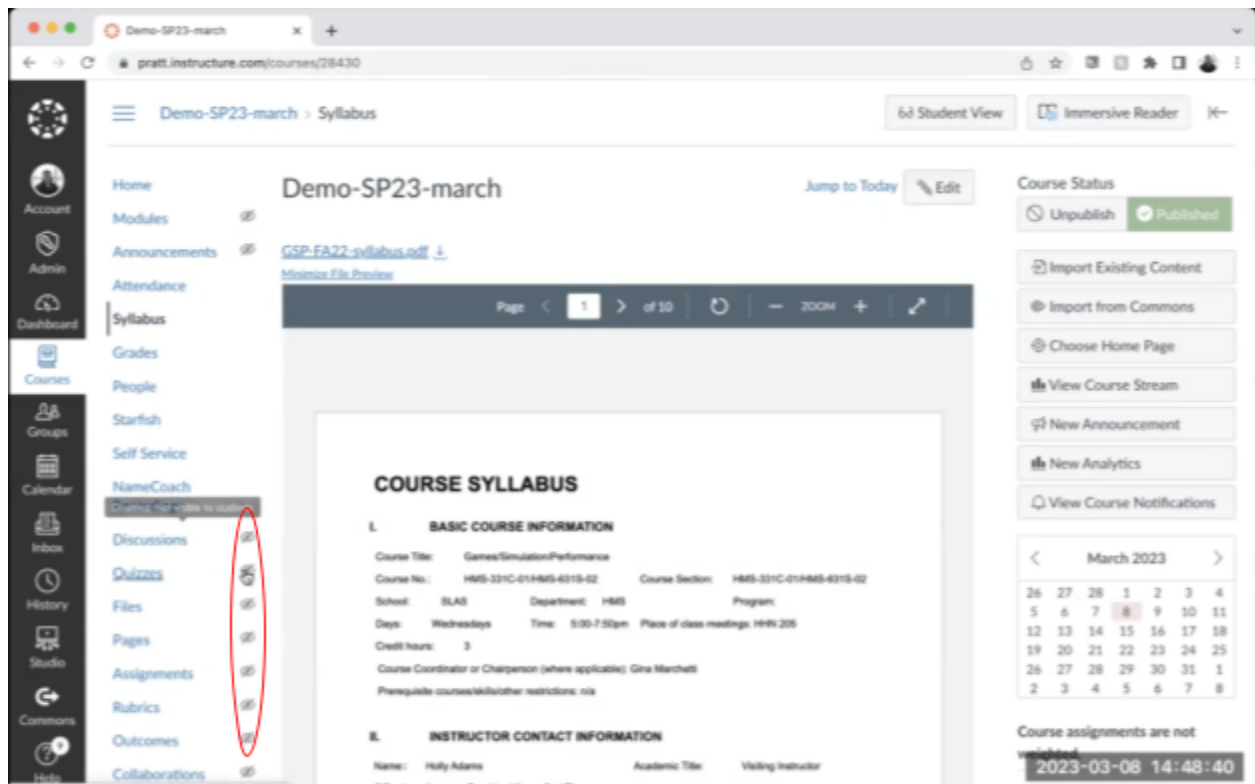 Demo-SP23-march
pratt.instructure.com/courses/28430
Demo-SP23-march > Syllabus
Student View
Immersive Reader
Account
Admin
Dashboard
Courses
Groups
Calendar
Inbox
History
Studio
Commons
Help
Home
Modules
Announcements
Attendance
Syllabus
Grades
People
Starfish
Self Service
NameCoach
Discussions
Quizzes
Files
Pages
Assignments
Rubrics
Outcomes
Collaborations
Demo-SP23-march
Jump to Today
Edit
GSP-FA22-syllabus.pdf
Minimize File Preview
Page < 1 > of 10 — ZOOM +
COURSE SYLLABUS
I. BASIC COURSE INFORMATION
Course Title: Games/Simulation/Performance
Course No.: HMS-331C-01/HMS-631S-02 Course Section: HMS-331C-01/HMS-631S-02
School: SLAS Department: HMS Program:
Days: Wednesdays Time: 5:00-7:50pm Place of class meetings: HHN 205
Credit hours: 3
Course Coordinator or Chairperson (where applicable): Gina Marchetti
Prerequisite courses/skills/other restrictions: n/a
II. INSTRUCTOR CONTACT INFORMATION
Name: Holly Adams Academic Title: Visiting Instructor
Course Status
Unpublish
Published
Import Existing Content
Import from Commons
Choose Home Page
View Course Stream
New Announcement
New Analytics
View Course Notifications
< March 2023 >
26 27 28 1 2 3 4
5 6 7 8 9 10 11
12 13 14 15 16 17 18
19 20 21 22 23 24 25
26 27 28 29 30 31 1
2 3 4 5 6 7 8
Course assignments are not
2023-03-08 14:48:40